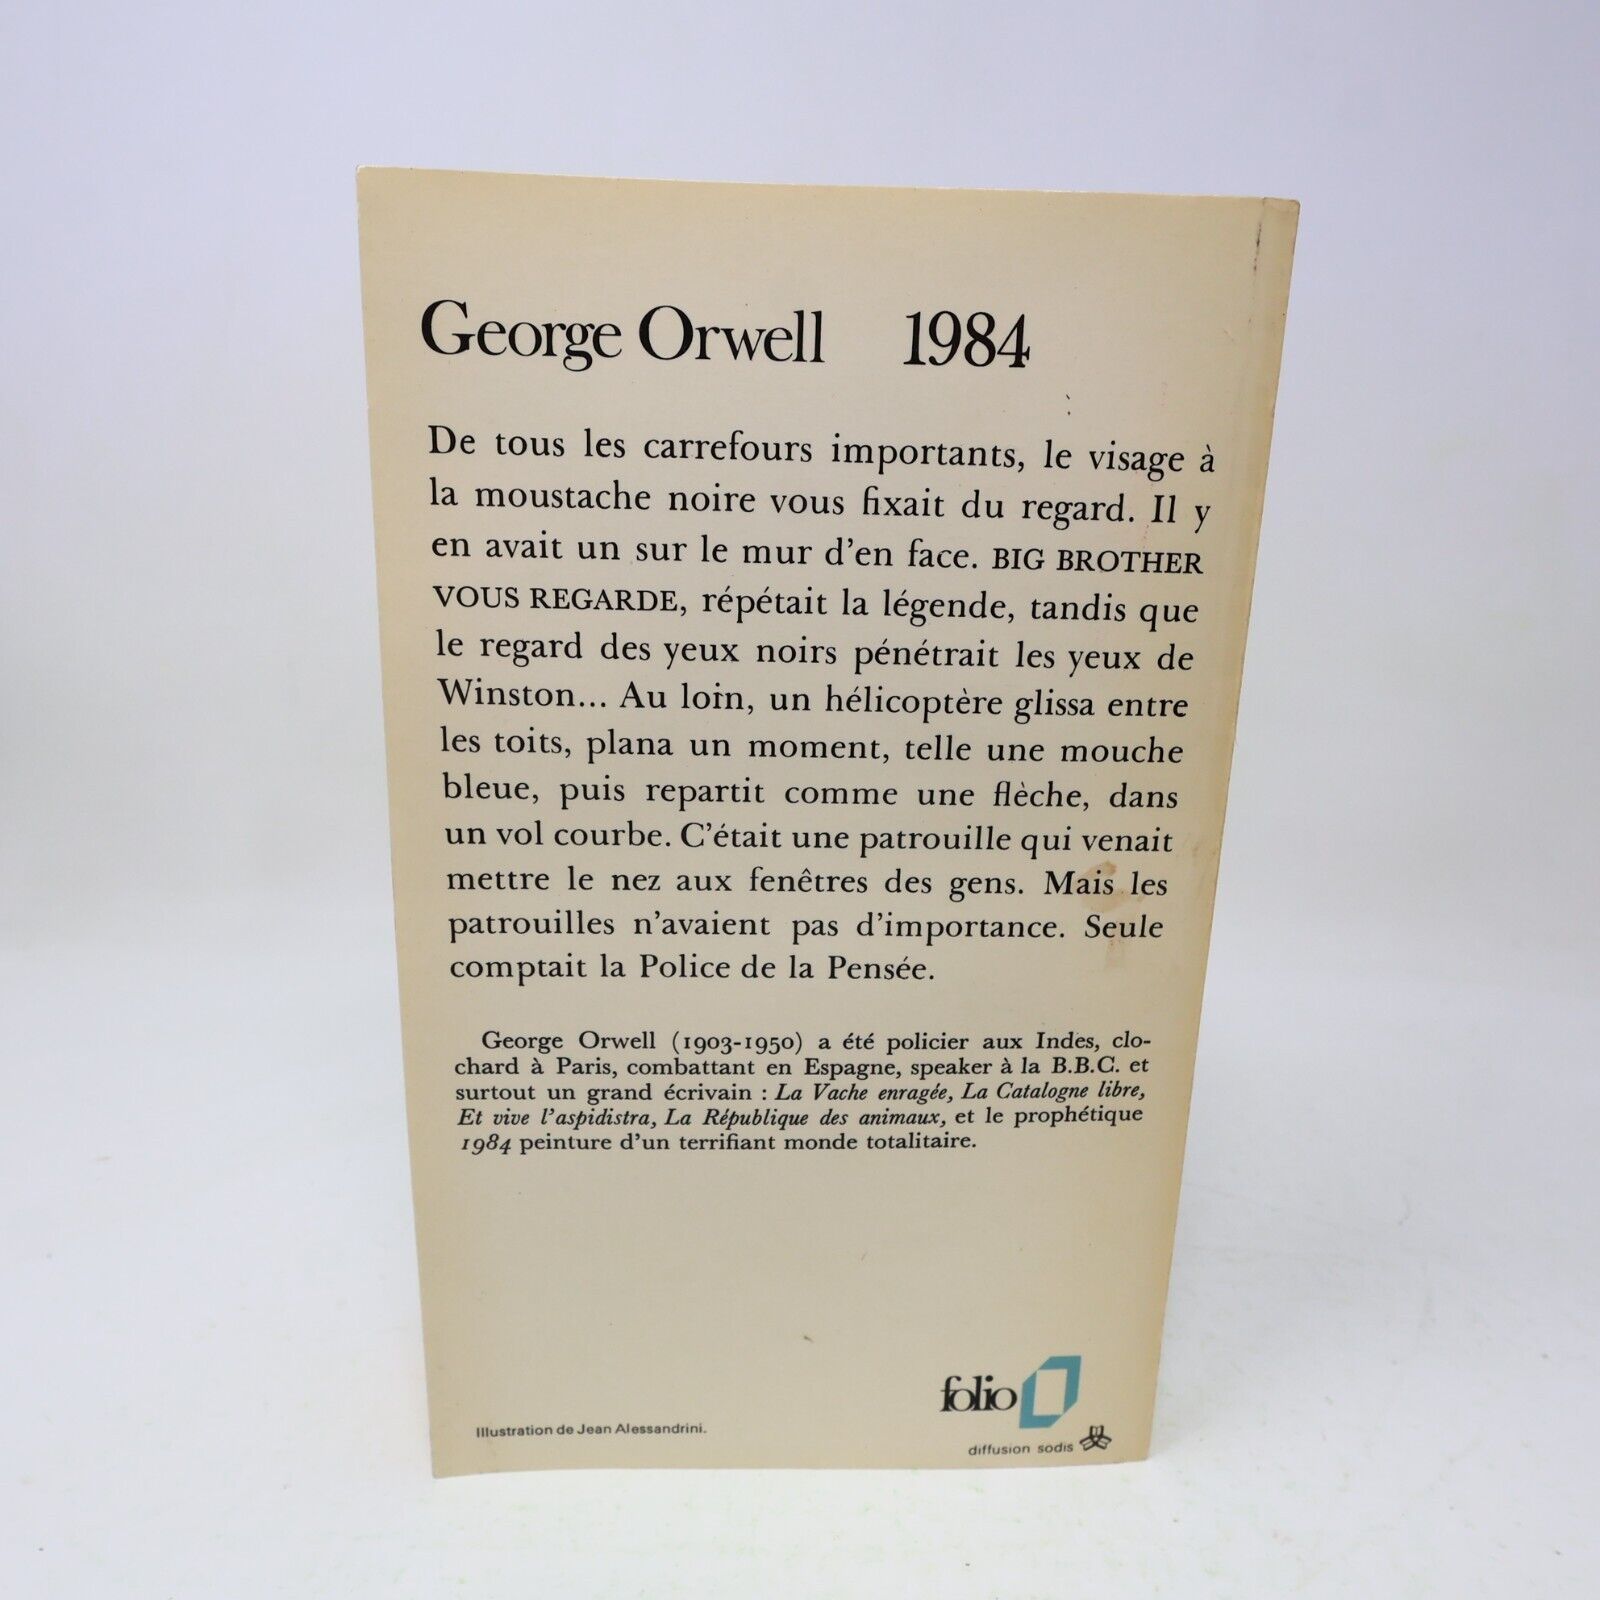 George Orwell 1984
De tous les carrefours importants, le visage à
la moustache noire vous fixait du regard. Il y
en avait un sur le mur d'en face. BIG BROTHER
VOUS REGARDE, répétait la légende, tandis que
le regard des yeux noirs pénétrait les yeux de
Winston... Au loin, un hélicoptère glissa entre
les toits, plana un moment, telle une mouche
bleue, puis repartit comme une flèche, dans
un vol courbe. C'était une patrouille qui venait
mettre le nez aux fenêtres des gens. Mais les
patrouilles n'avaient pas d'importance. Seule
comptait la Police de la Pensée.
George Orwell (1903-1950) a été policier aux Indes, clo-
chard à Paris, combattant en Espagne, speaker à la B.B.C. et
surtout un grand écrivain : La Vache enragée, La Catalogne libre,
Et vive l'aspidistra, La République des animaux, et le prophétique
1984 peinture d'un terrifiant monde totalitaire.
folio
Illustration de Jean Alessandrini.
diffusion sodis